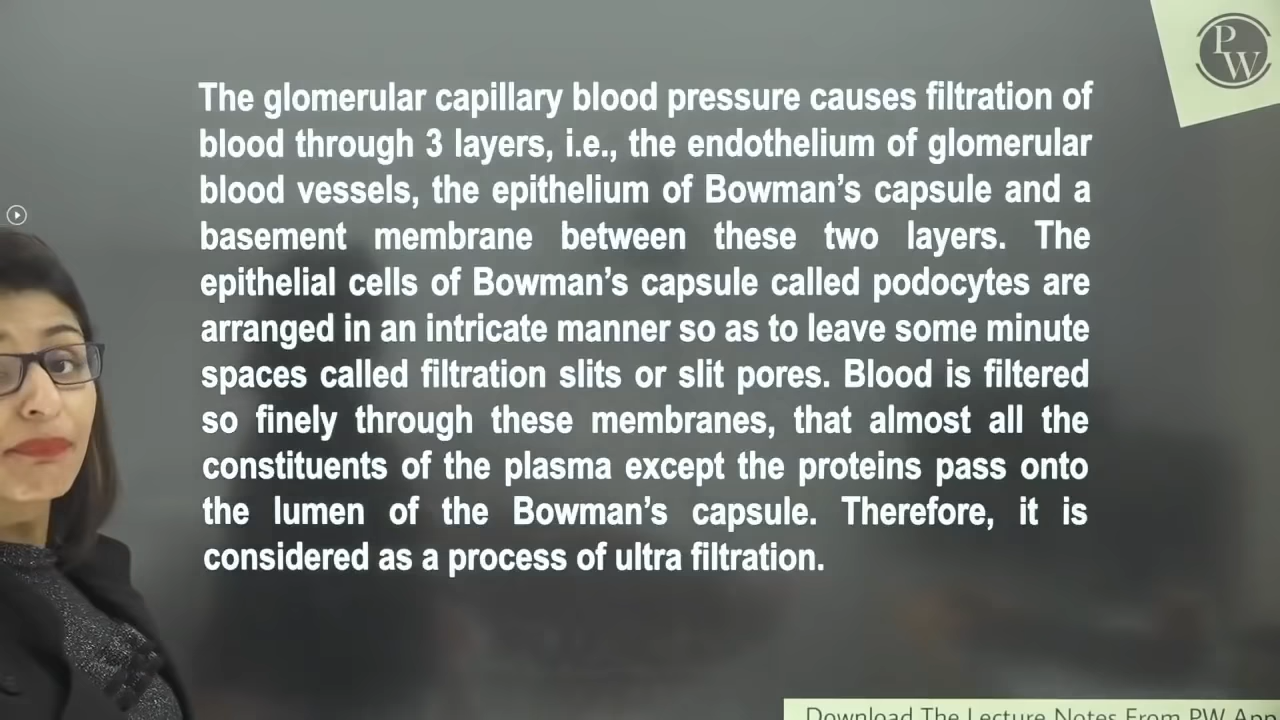 PW
The glomerular capillary blood pressure causes filtration of
blood through 3 layers, i.e., the endothelium of glomerular
blood vessels, the epithelium of Bowman's capsule and a
basement membrane between these two layers. The
epithelial cells of Bowman's capsule called podocytes are
arranged in an intricate manner so as to leave some minute
spaces called filtration slits or slit pores. Blood is filtered
so finely through these membranes, that almost all the
constituents of the plasma except the proteins pass onto
the lumen of the Bowman's capsule. Therefore, it is
considered as a process of ultra filtration.
Download The Lecture Notes From PW App